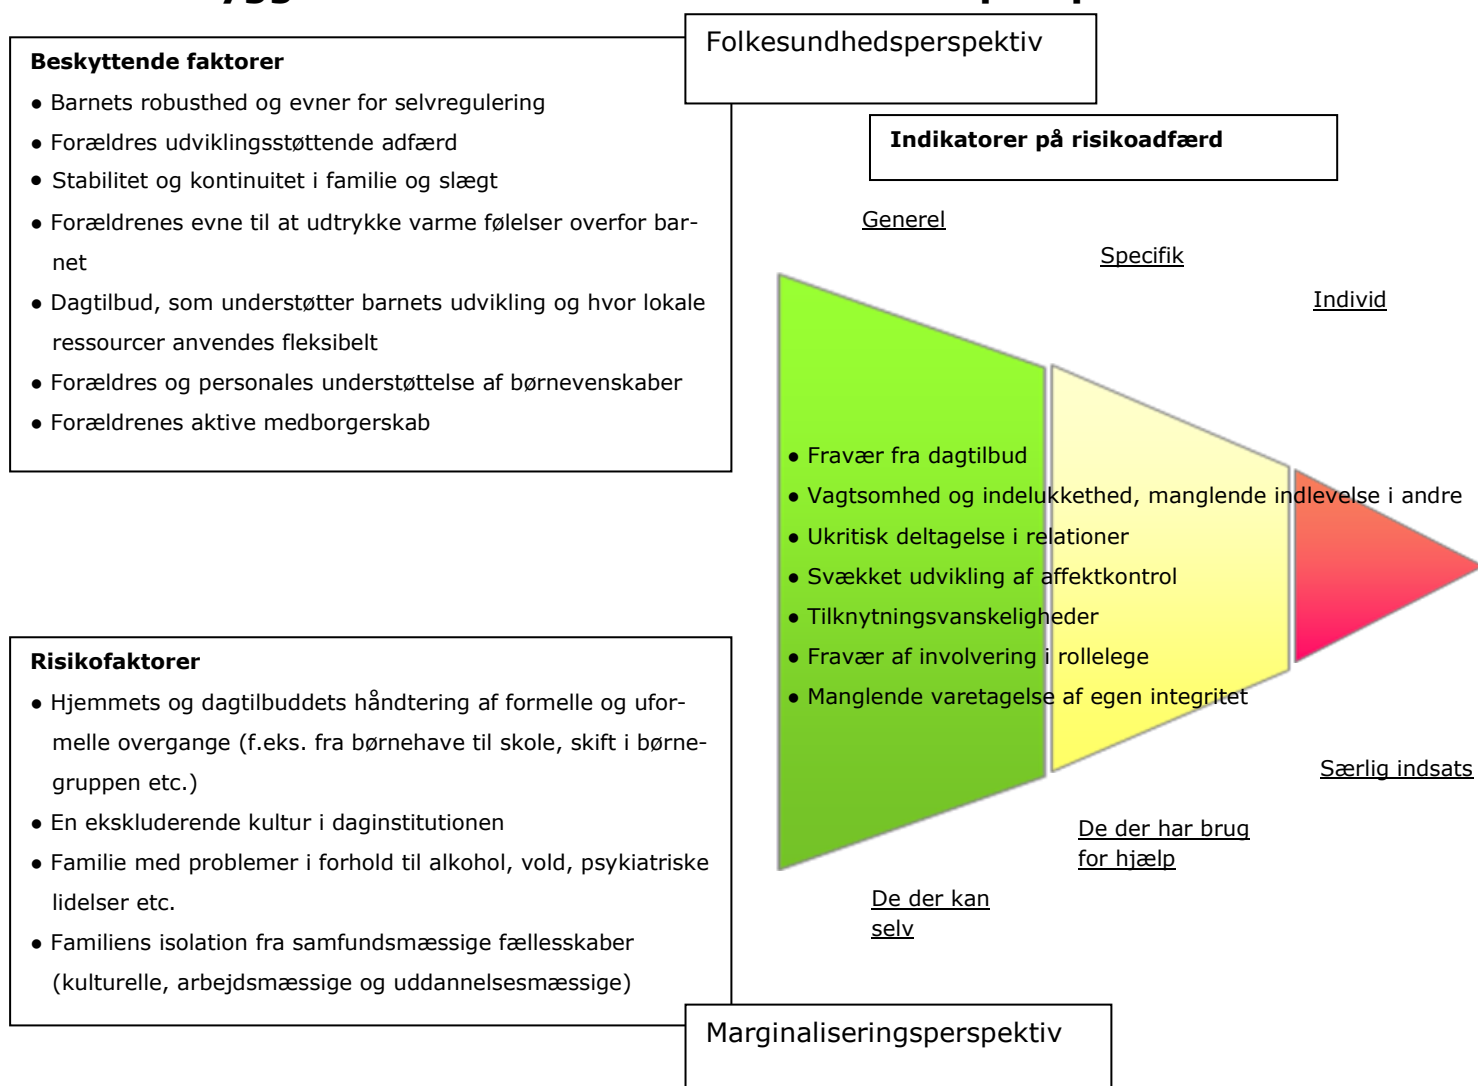 Folkesundhedsperspektiv
Beskyttende faktorer
● Barnets robusthed og evner for selvregulering
● Forældres udviklingsstøttende adfærd
● Stabilitet og kontinuitet i familie og slægt
● Forældrenes evne til at udtrykke varme følelser overfor bar-
net
● Dagtilbud, som understøtter barnets udvikling og hvor lokale
ressourcer anvendes fleksibelt
● Forældres og personales understøttelse af børnevenskaber
● Forældrenes aktive medborgerskab
Indikatorer på risikoadfærd
Generel
Specifik
Individ
● Fravær fra dagtilbud
● Vagtsomhed og indelukkethed, manglende indlevelse i andre
● Ukritisk deltagelse i relationer
● Svækket udvikling af affektkontrol
● Tilknytningsvanskeligheder
● Fravær af involvering i rollelege
● Manglende varetagelse af egen integritet
Særlig indsats
De der har brug
for hjælp
De der kan
selv
Risikofaktorer
● Hjemmets og dagtilbuddets håndtering af formelle og ufor-
melle overgange (f.eks. fra børnehave til skole, skift i børne-
gruppen etc.)
● En ekskluderende kultur i daginstitutionen
● Familie med problemer i forhold til alkohol, vold, psykiatriske
lidelser etc.
● Familiens isolation fra samfundsmæssige fællesskaber
(kulturelle, arbejdsmæssige og uddannelsesmæssige)
Marginaliseringsperspektiv